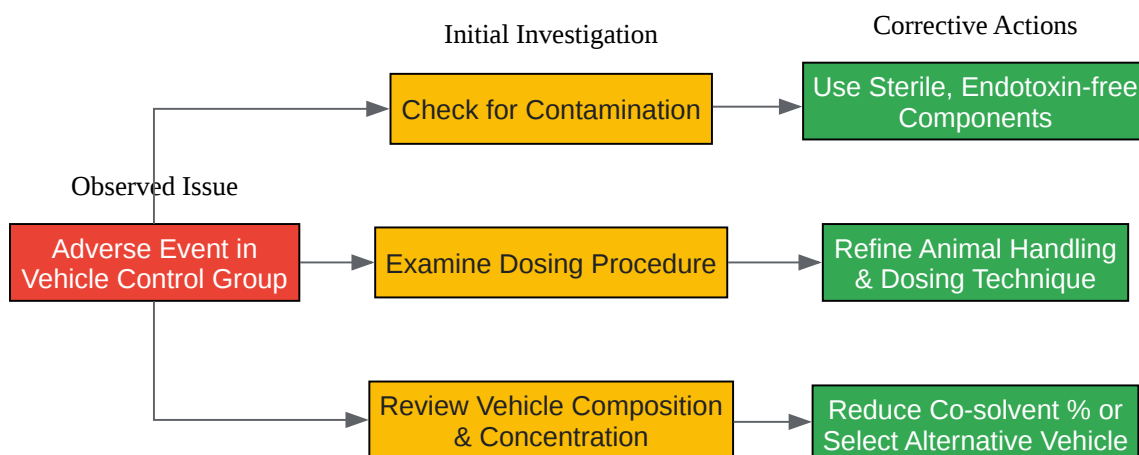 Initial Investigation
Corrective Actions
Check for Contamination
Use Sterile, Endotoxin-free
Components
Observed Issue
Adverse Event in
Vehicle Control Group
Examine Dosing Procedure
Refine Animal Handling
& Dosing Technique
Review Vehicle Composition
& Concentration
Reduce Co-solvent % or
Select Alternative Vehicle